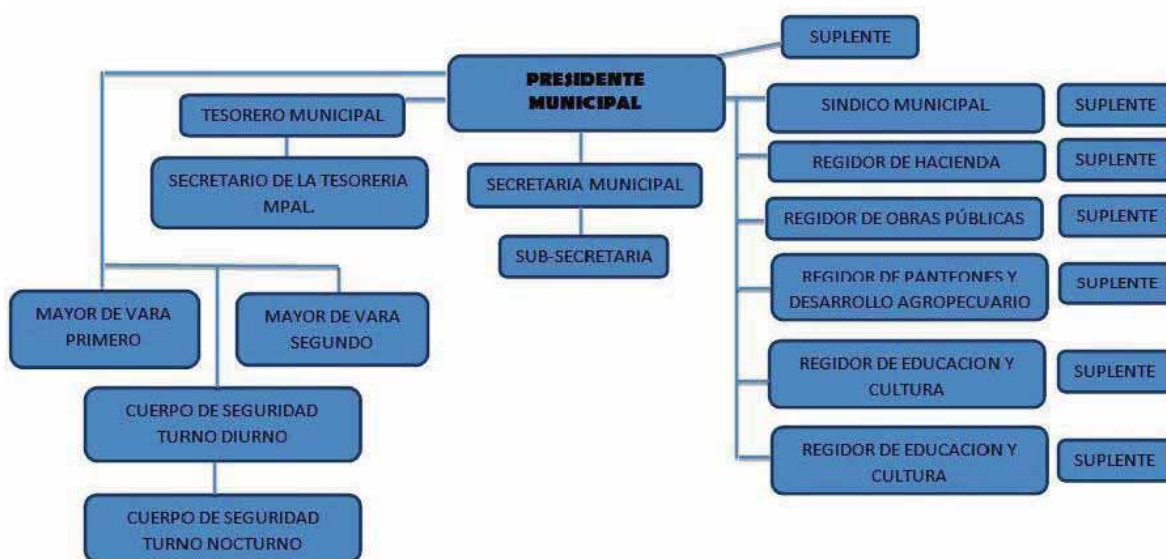 SUPLENTE
PRESIDENTE
MUNICIPAL
TESORERO MUNICIPAL
SECRETARIO DE LA TESORERIA
MPAL.
SECRETARIA MUNICIPAL
SUB-SECRETARIA
MAYOR DE VARA
PRIMERO
MAYOR DE VARA
SEGUNDO
CUERPO DE SEGURIDAD
TURNO DIURNO
CUERPO DE SEGURIDAD
TURNO NOCTURNO
SINDICO MUNICIPAL
SUPLENTE
REGIDOR DE HACIENDA
SUPLENTE
REGIDOR DE OBRAS PÚBLICAS
SUPLENTE
REGIDOR DE PANTEONES Y
DESARROLLO AGROPECUARIO
SUPLENTE
REGIDOR DE EDUCACION Y
CULTURA
SUPLENTE
REGIDOR DE EDUCACION Y
CULTURA
SUPLENTE